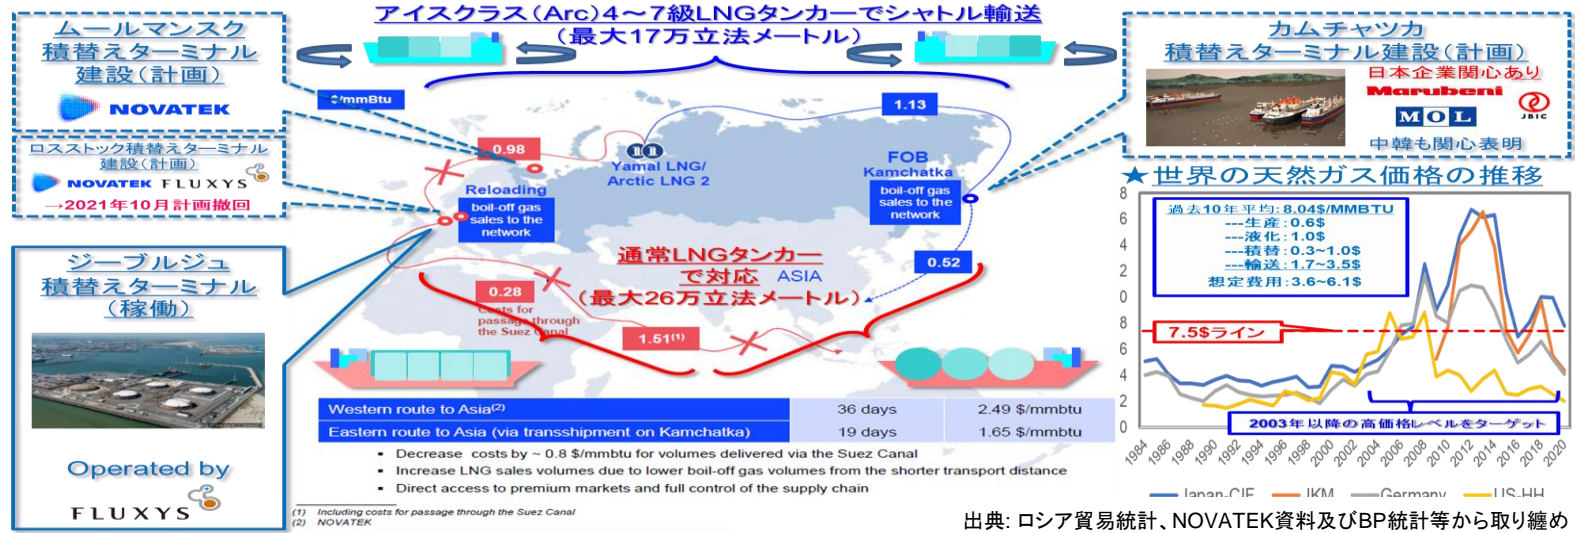 アイスクラス(Arc)4～7級LNGタンカーでシャトル輸送
(最大17万立法メートル)
ムールマンスク
積替えターミナル
建設(計画)
NOVATEK
ロスストック積替えターミナル
建設(計画)
NOVATEK FLUXYS
→2021年10月計画撤回
ジーブルジュ
積替えターミナル
(稼働)
Operated by
FLUXYS
$/mmBtu
0.98
1.13
Yamal LNG/
Arctic LNG 2
Reloading
boil-off gas
sales to the
network
FOB
Kamchatka
boil-off gas
sales to the
network
0.52
ASIA
通常LNGタンカー
で対応
(最大26万立法メートル)
0.28
Costs for
passage through
the Suez Canal
1.51(1)
Western route to Asia(2) 36 days 2.49 $/mmbtu
Eastern route to Asia (via transshipment on Kamchatka) 19 days 1.65 $/mmbtu
▪ Decrease costs by ~ 0.8 $/mmbtu for volumes delivered via the Suez Canal
▪ Increase LNG sales volumes due to lower boil-off gas volumes from the shorter transport distance
▪ Direct access to premium markets and full control of the supply chain
(1) Including costs for passage through the Suez Canal
(2) NOVATEK
カムチャツカ
積替えターミナル建設(計画)
日本企業関心あり
Marubeni
MOL
JBIC
中韓も関心表明
★世界の天然ガス価格の推移
過去10年平均:8.04$/MMBTU
---生産:0.6$
---液化:1.0$
---積替:0.3~1.0$
---輸送:1.7~3.5$
想定費用:3.6~6.1$
7.5$ライン
2003年以降の高価格レベルをターゲット
8
6
4
2
0
8
6
4
2
0
1984 1986 1988 1990 1992 1994 1996 1998 2000 2002 2004 2006 2008 2010 2012 2014 2016 2018 2020
Japan-CIF JKM Germany US-HH
出典: ロシア貿易統計、NOVATEK資料及びBP統計等から取り纏め